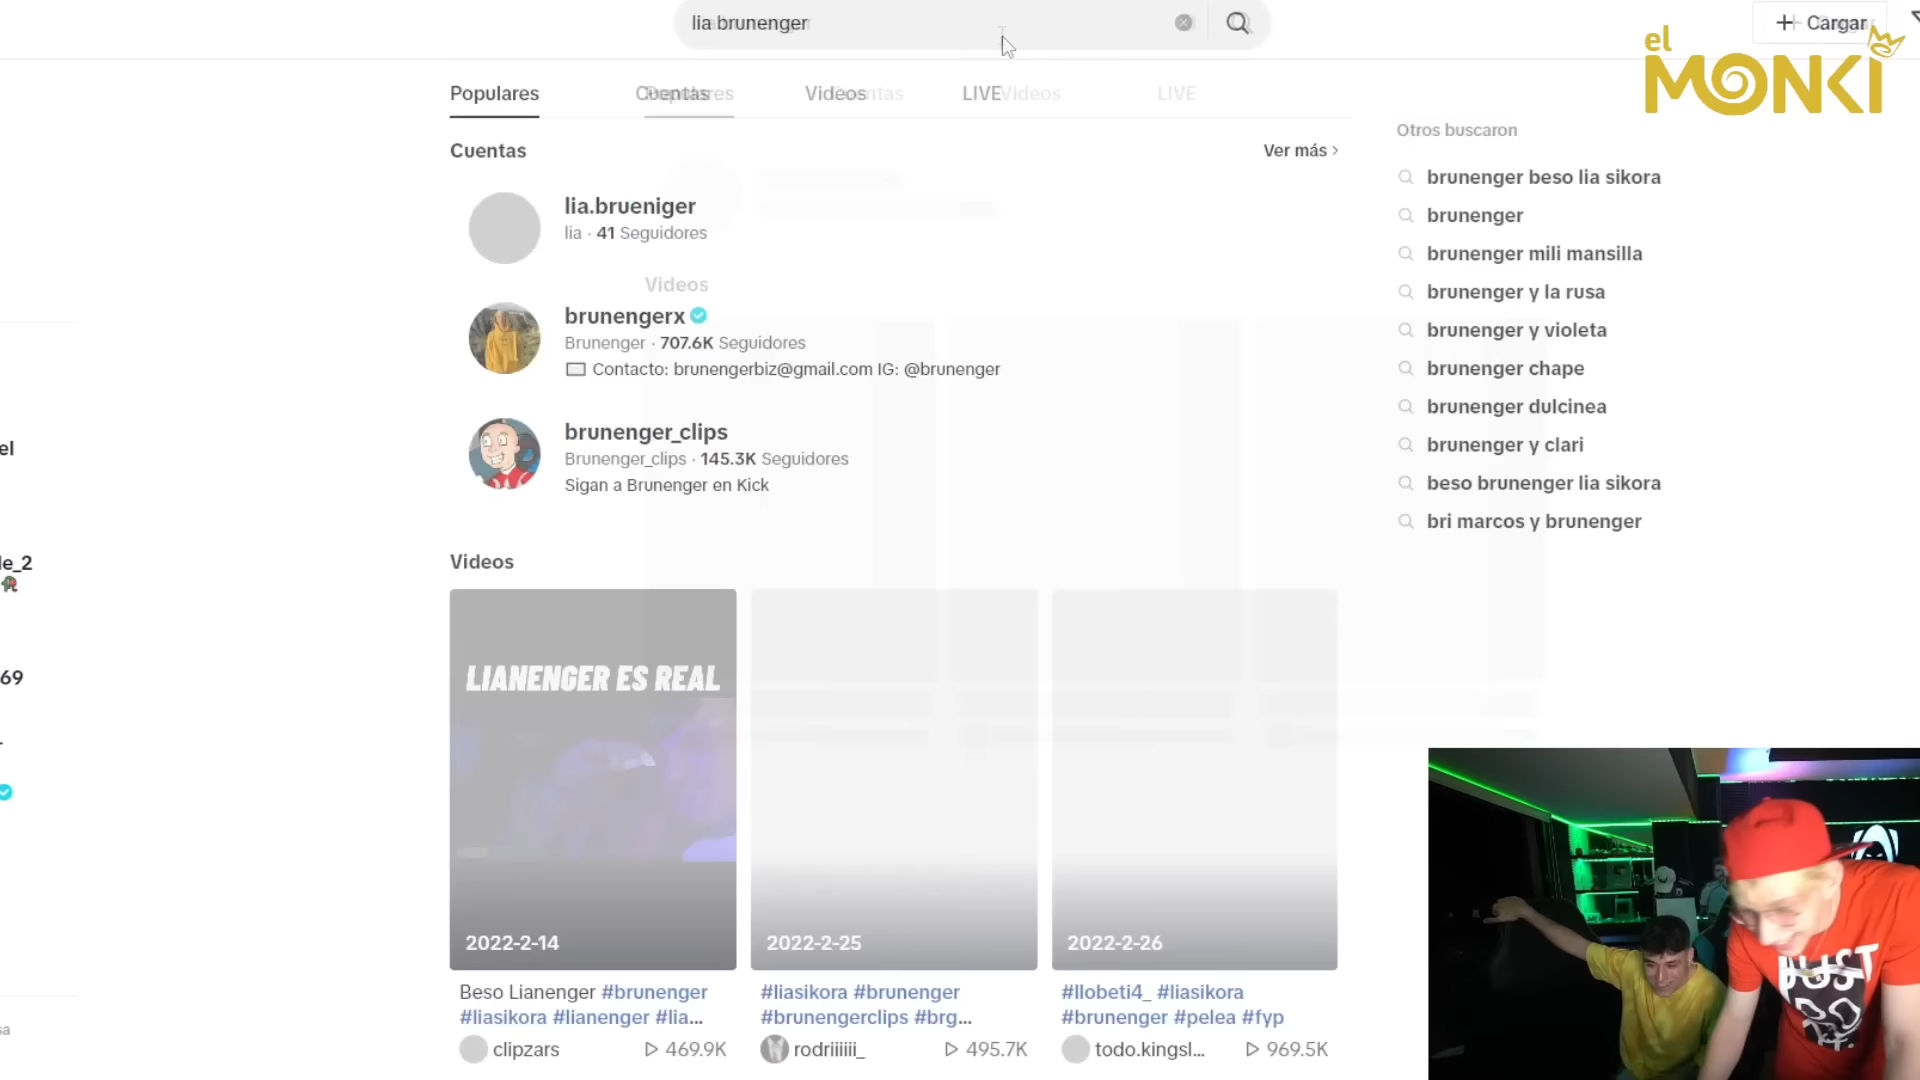 lia brunenger
Cargar
el
MONKI
Populares
Cuentas
Videos
LIVE
Cuentas
Ver más
lia.brueniger
lia · 41 Seguidores
Videos
brunengerx
Brunenger · 707.6K Seguidores
Contacto: brunengerbiz@gmail.com IG: @brunenger
brunenger_clips
Brunenger_clips · 145.3K Seguidores
Sigan a Brunenger en Kick
Videos
LIANENGER ES REAL
2022-2-14
Beso Lianenger #brunenger
#liasikora #lianenger #lia...
clipzars
469.9K
2022-2-25
#liasikora #brunenger
#brunengerclips #brg...
495.7K
2022-2-26
#llobeti4_ #liasikora
#brunenger #pelea #fyp
todo.kingsl...
969.5K
Otros buscaron
brunenger beso lia sikora
brunenger
brunenger mili mansilla
brunenger y la rusa
brunenger y violeta
brunenger chape
brunenger dulcinea
brunenger y clari
beso brunenger lia sikora
bri marcos y brunenger
el
le_2
69
sa
JUST
DO